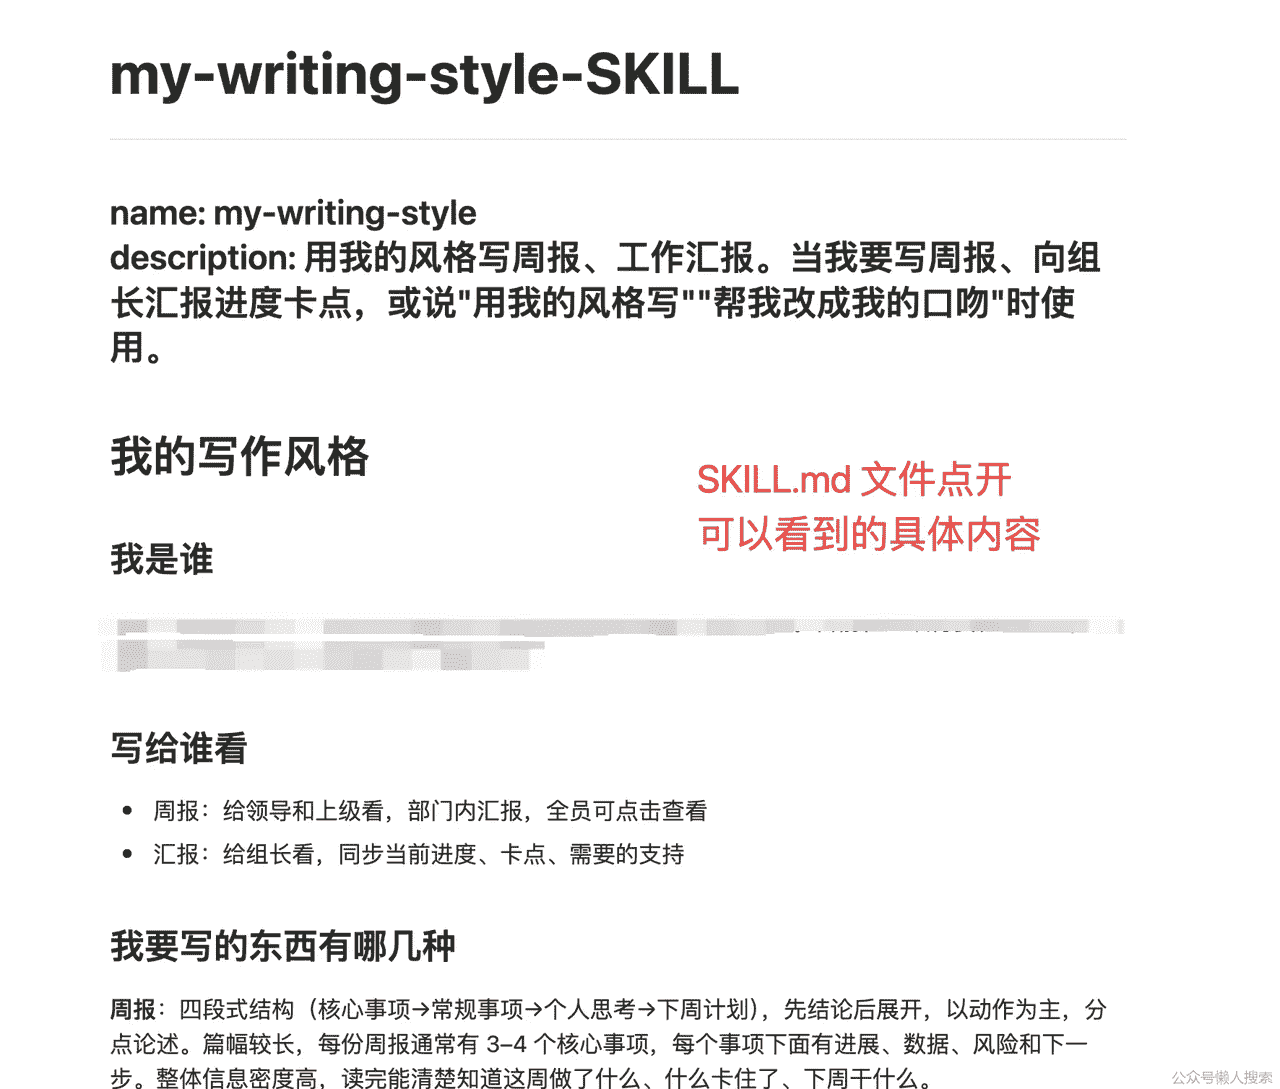 my-writing-style-SKILL
name: my-writing-style
description: 用我的风格写周报、工作汇报。当我要写周报、向组
长汇报进度卡点，或说"用我的风格写""帮我改成我的口吻"时使
用。
我的写作风格
SKILL.md 文件点开
可以看到的具体内容
我是谁
写给谁看
• 周报：给领导和上级看，部门内汇报，全员可点击查看
• 汇报：给组长看，同步当前进度、卡点、需要的支持
我要写的东西有哪几种
周报：四段式结构（核心事项→常规事项→个人思考→下周计划），先结论后展开，以动作为主，分
点论述。篇幅较长，每份周报通常有 3–4 个核心事项，每个事项下面有进展、数据、风险和下一
步。整体信息密度高，读完能清楚知道这周做了什么、什么卡住了、下周干什么。
公众号懒人搜索